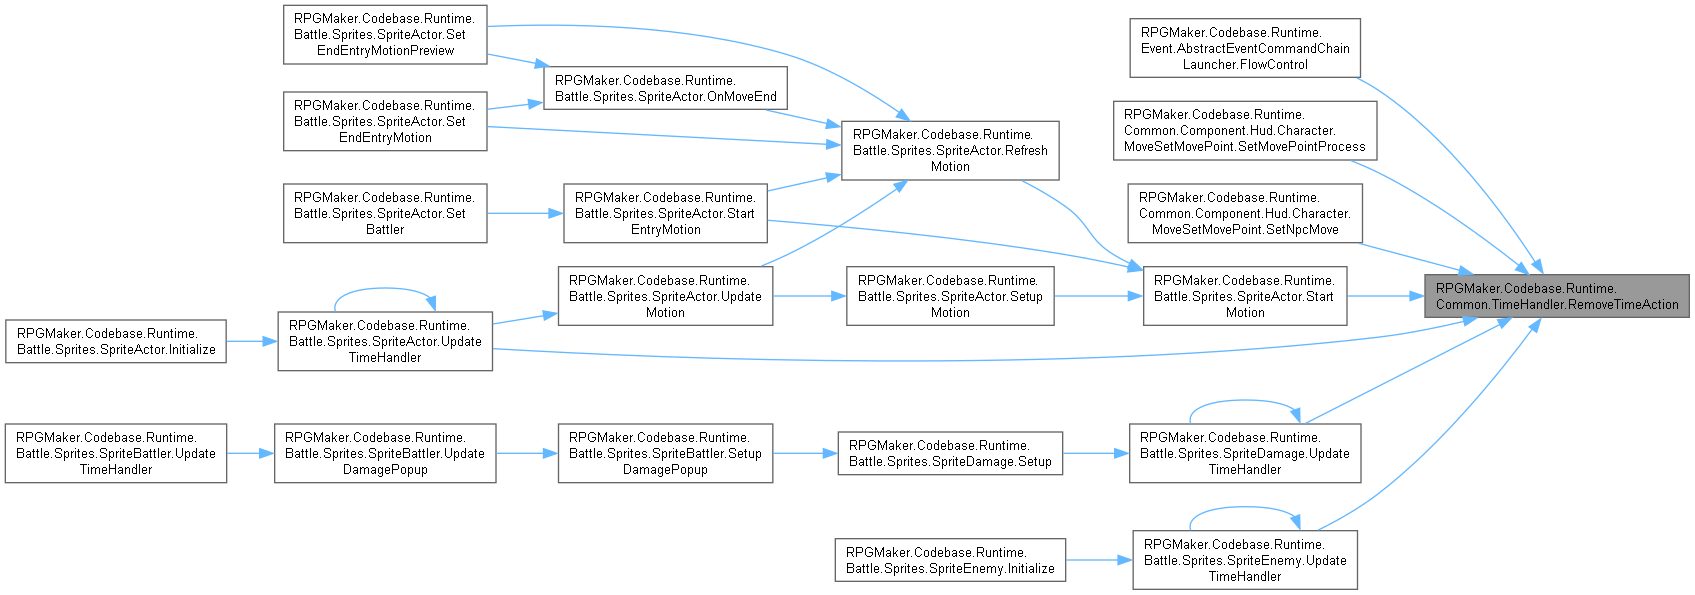 RPGMaker.Codebase.Runtime.
Battle.Sprites.SpriteActor.Set
EndEntryMotionPreview
RPGMaker.Codebase.Runtime.
Battle.Sprites.SpriteActor.OnMoveEnd
RPGMaker.Codebase.Runtime.
Battle.Sprites.SpriteActor.Set
EndEntryMotion
RPGMaker.Codebase.Runtime.
Battle.Sprites.SpriteActor.Refresh
Motion
RPGMaker.Codebase.Runtime.
Event.AbstractEventCommandChain
Launcher.FlowControl
RPGMaker.Codebase.Runtime.
Common.Component.Hud.Character.
MoveSetMovePoint.SetMovePointProcess
RPGMaker.Codebase.Runtime.
Battle.Sprites.SpriteActor.Set
Battler
RPGMaker.Codebase.Runtime.
Battle.Sprites.SpriteActor.Start
EntryMotion
RPGMaker.Codebase.Runtime.
Common.Component.Hud.Character.
MoveSetMovePoint.SetNpcMove
RPGMaker.Codebase.Runtime.
Battle.Sprites.SpriteActor.Update
Motion
RPGMaker.Codebase.Runtime.
Battle.Sprites.SpriteActor.Setup
Motion
RPGMaker.Codebase.Runtime.
Battle.Sprites.SpriteActor.Start
Motion
RPGMaker.Codebase.Runtime.
Common.TimeHandler.RemoveTimeAction
RPGMaker.Codebase.Runtime.
Battle.Sprites.SpriteActor.Initialize
RPGMaker.Codebase.Runtime.
Battle.Sprites.SpriteActor.Update
TimeHandler
RPGMaker.Codebase.Runtime.
Battle.Sprites.SpriteBattler.Update
TimeHandler
RPGMaker.Codebase.Runtime.
Battle.Sprites.SpriteBattler.Update
DamagePopup
RPGMaker.Codebase.Runtime.
Battle.Sprites.SpriteBattler.Setup
DamagePopup
RPGMaker.Codebase.Runtime.
Battle.Sprites.SpriteDamage.Setup
RPGMaker.Codebase.Runtime.
Battle.Sprites.SpriteDamage.Update
TimeHandler
RPGMaker.Codebase.Runtime.
Battle.Sprites.SpriteEnemy.Initialize
RPGMaker.Codebase.Runtime.
Battle.Sprites.SpriteEnemy.Update
TimeHandler